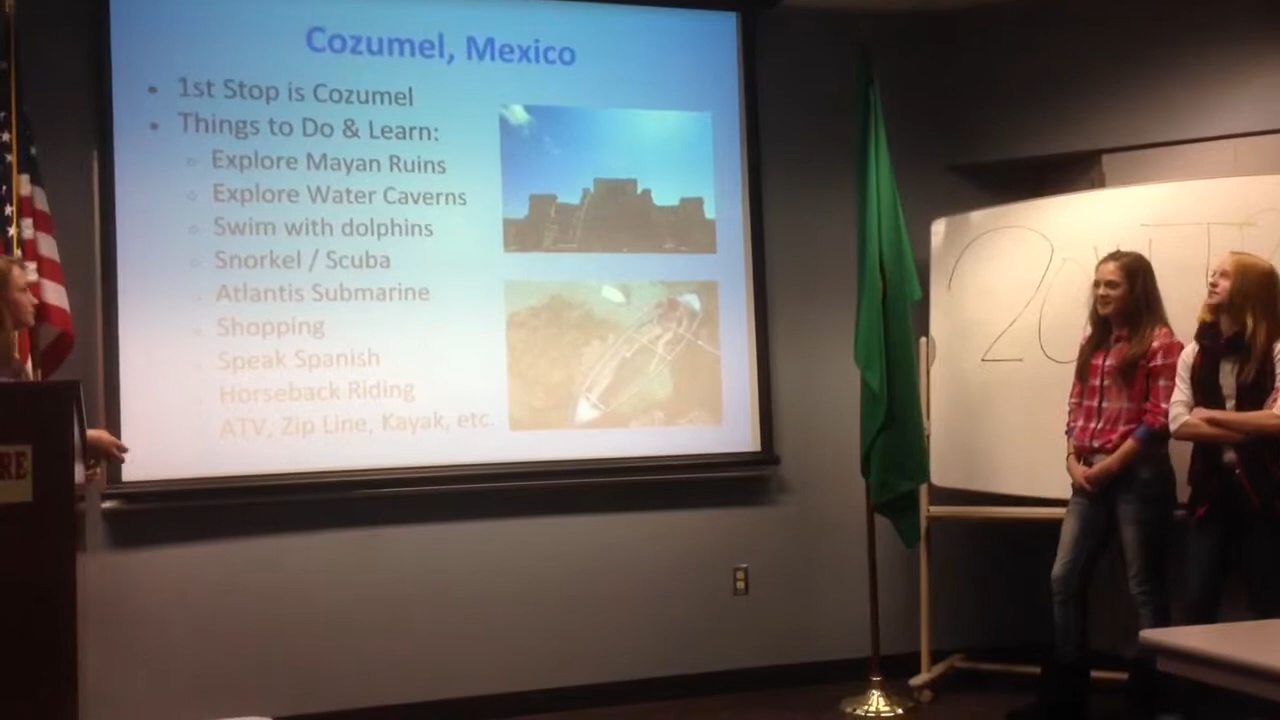 Cozumel, Mexico
1st Stop is Cozumel
Things to Do & Learn:
Explore Mayan Ruins
Explore Water Caverns
Swim with dolphins
Snorkel / Scuba
Atlantis Submarine
Shopping
Speak Spanish
Horseback Riding
ATV, Zip Line, Kayak, etc.
RE